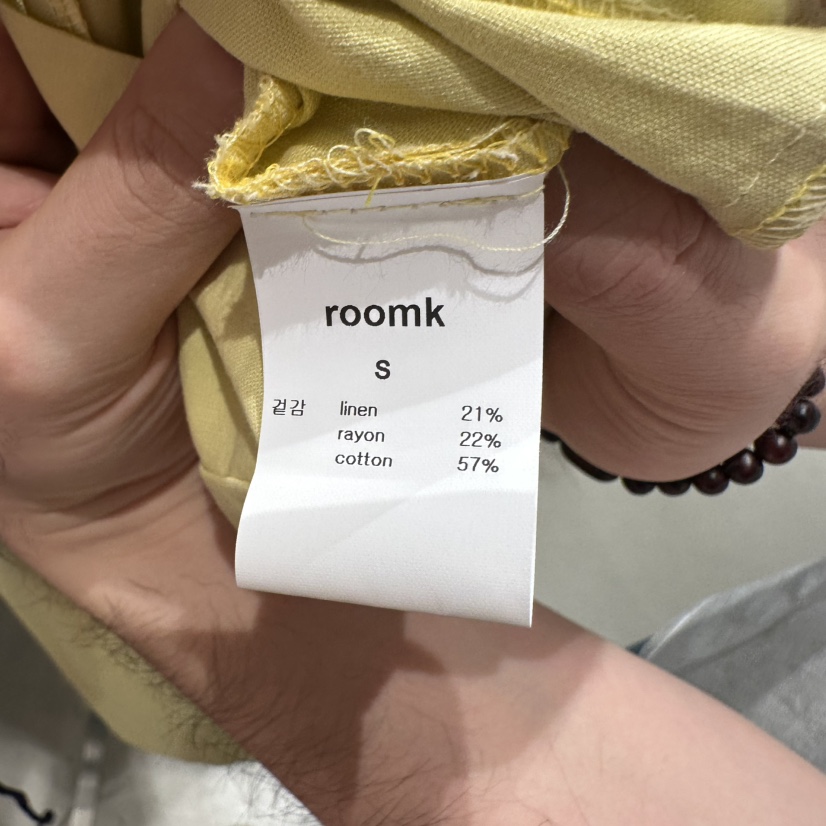 roomk
S
겉감 linen 21%
rayon 22%
cotton 57%